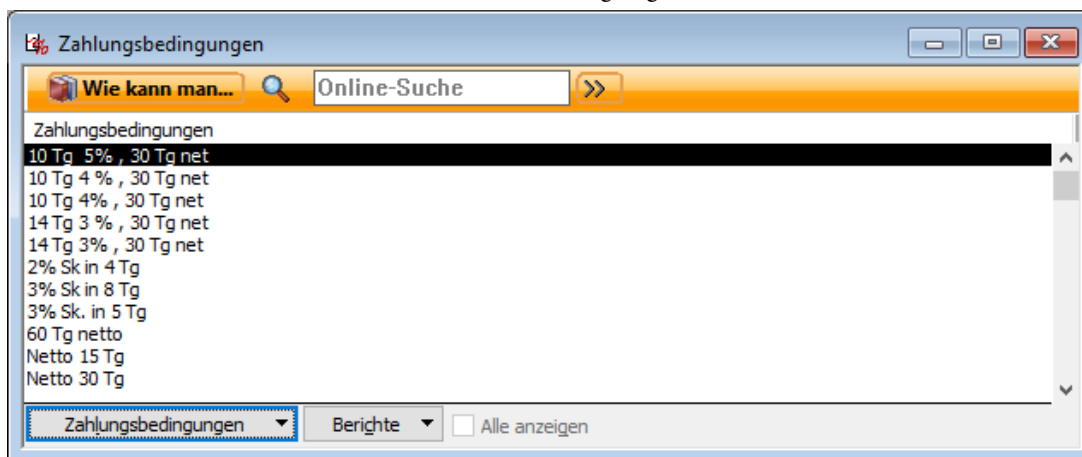 Zahlungsbedingungen
Wie kann man... Online-Suche
Zahlungsbedingungen
10 Tg  5% , 30 Tg net
10 Tg 4 % , 30 Tg net
10 Tg 4% , 30 Tg net
14 Tg 3 % , 30 Tg net
14 Tg 3% , 30 Tg net
2% Sk in 4 Tg
3% Sk in 8 Tg
3% Sk. in 5 Tg
60 Tg netto
Netto 15 Tg
Netto 30 Tg
Zahlungsbedingungen Berichte Alle anzeigen